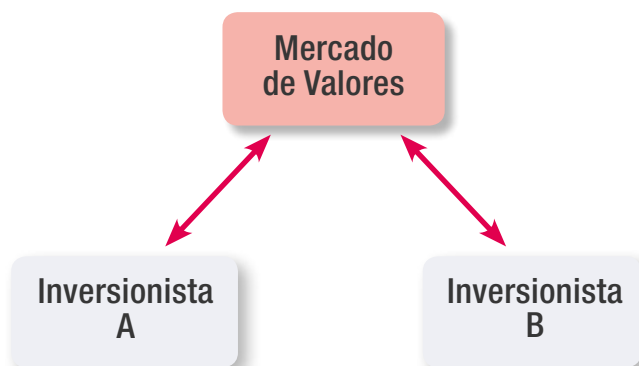 Mercado
de Valores
Inversionista
A
Inversionista
B